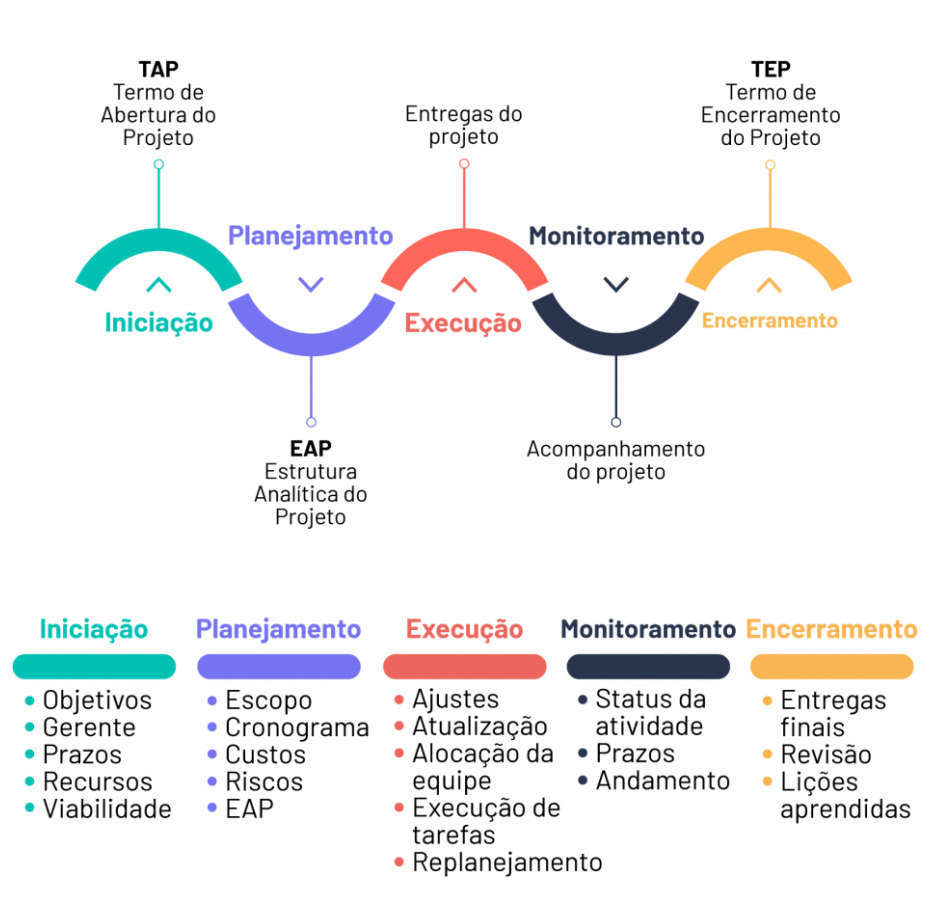 TAP
Termo de
Abertura do
Projeto
Entregas do
projeto
TEP
Termo de
Encerramento
do Projeto
Planejamento
Monitoramento
Iniciação
Execução
Encerramento
EAP
Estrutura
Analítica do
Projeto
Acompanhamento
do projeto
Iniciação
• Objetivos
• Gerente
• Prazos
• Recursos
• Viabilidade
Planejamento
• Escopo
• Cronograma
• Custos
• Riscos
• EAP
Execução
• Ajustes
• Atualização
• Alocação da
equipe
• Execução de
tarefas
• Replanejamento
Monitoramento
• Status da
atividade
• Prazos
• Andamento
Encerramento
• Entregas
finais
• Revisão
• Lições
aprendidas